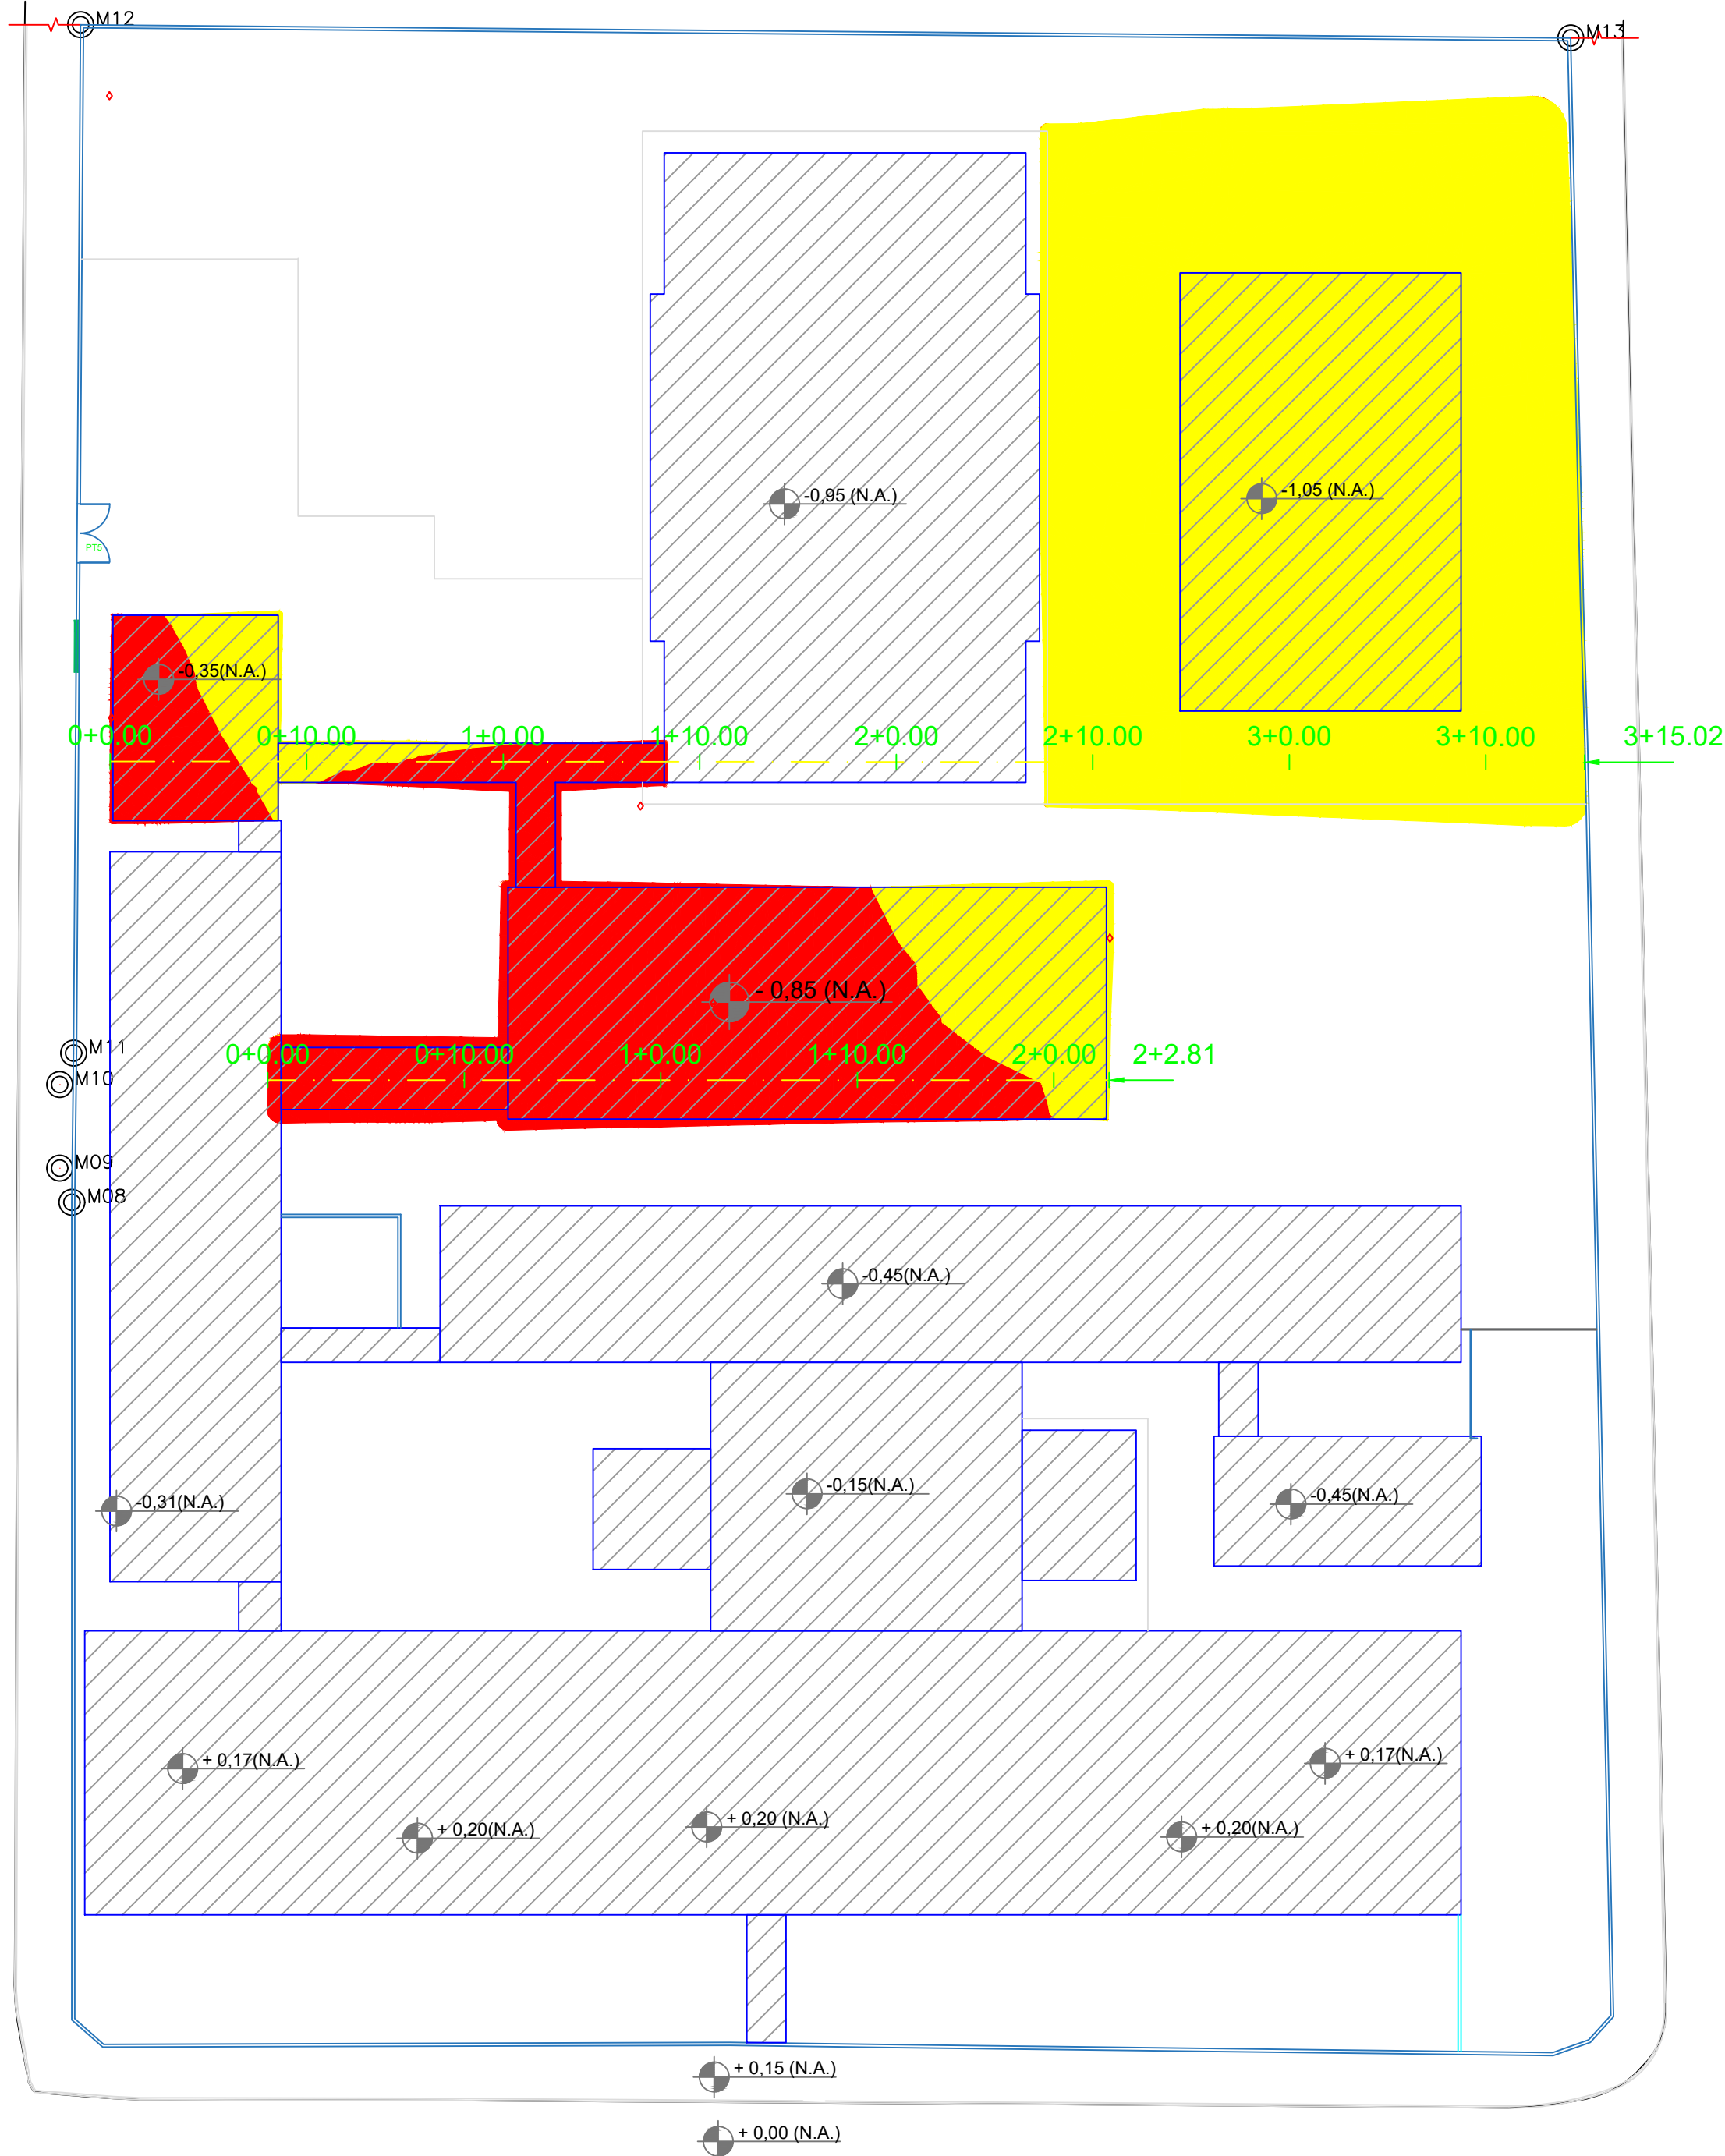 M12
M13
-0,95 (N.A.)
-1,05 (N.A.)
PT5
-0,35(N.A.)
0+0.00
0+10.00
1+0.00
1+10.00
2+0.00
2+10.00
3+0.00
3+10.00
3+15.02
- 0,85 (N.A.)
M11
0+0.00
0+10.00
1+0.00
1+10.00
2+0.00
2+2.81
M10
M09
M08
-0,45(N.A.)
-0,31(N.A.)
-0,15(N.A.)
-0,45(N.A.)
+ 0,17(N.A.)
+ 0,17(N.A.)
+ 0,20(N.A.)
+ 0,20 (N.A.)
+ 0,20(N.A.)
+ 0,15 (N.A.)
+ 0,00 (N.A.)